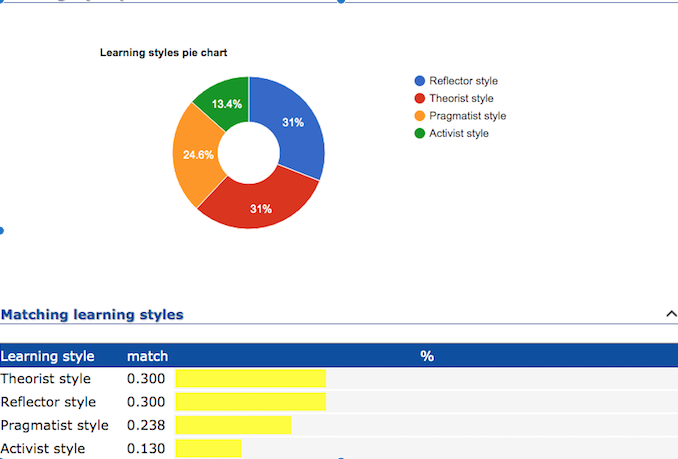 Learning styles pie chart
Reflector style
Theorist style
Pragmatist style
Activist style
13.4%
31%
24.6%
31%
Matching learning styles
Learning style match %
Theorist style 0.300
Reflector style 0.300
Pragmatist style 0.238
Activist style 0.130